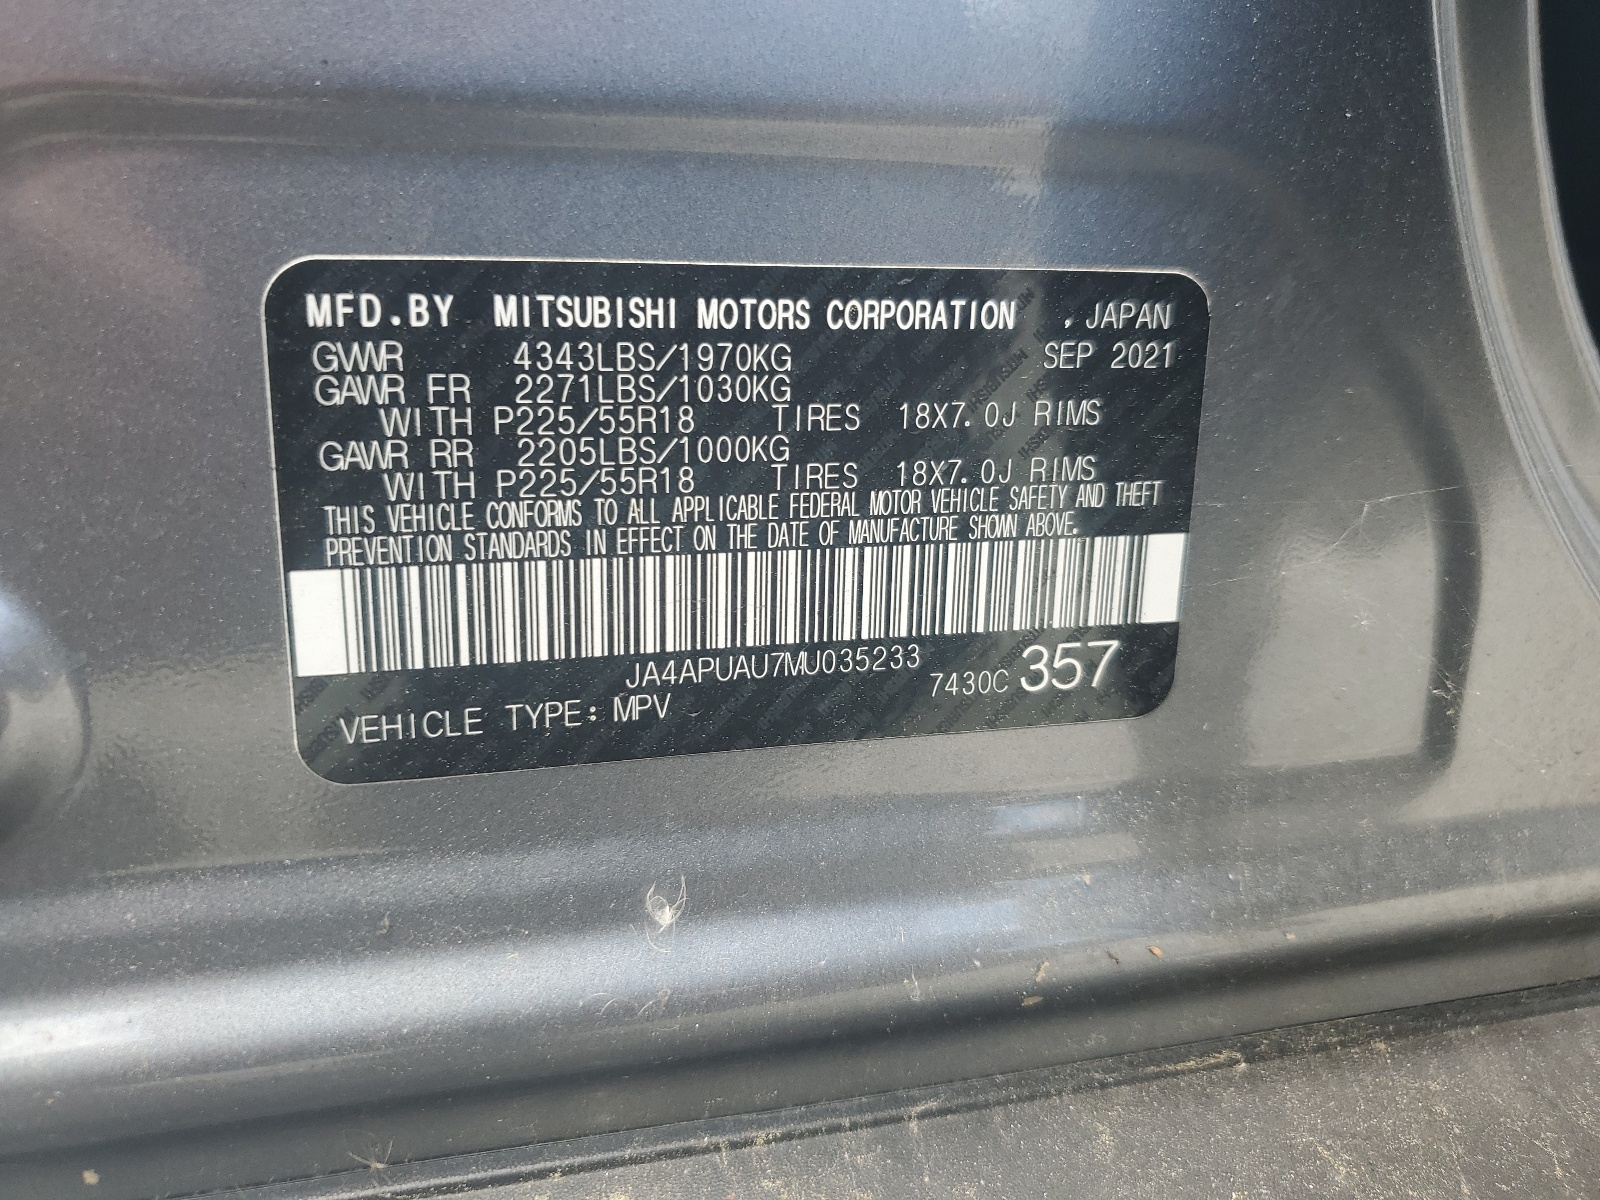 MFD.BY MITSUBISHI MOTORS CORPORATION , JAPAN
GVWR 4343LBS/1970KG SEP 2021
GAWR FR 2271LBS/1030KG
WITH P225/55R18 TIRES 18X7.0J RIMS
GAWR RR 2205LBS/1000KG
WITH P225/55R18 TIRES 18X7.0J RIMS
THIS VEHICLE CONFORMS TO ALL APPLICABLE FEDERAL MOTOR VEHICLE SAFETY AND THEFT
PREVENTION STANDARDS IN EFFECT ON THE DATE OF MANUFACTURE SHOWN ABOVE.
JA4APUAU7MU035233
7430C 357
VEHICLE TYPE: MPV